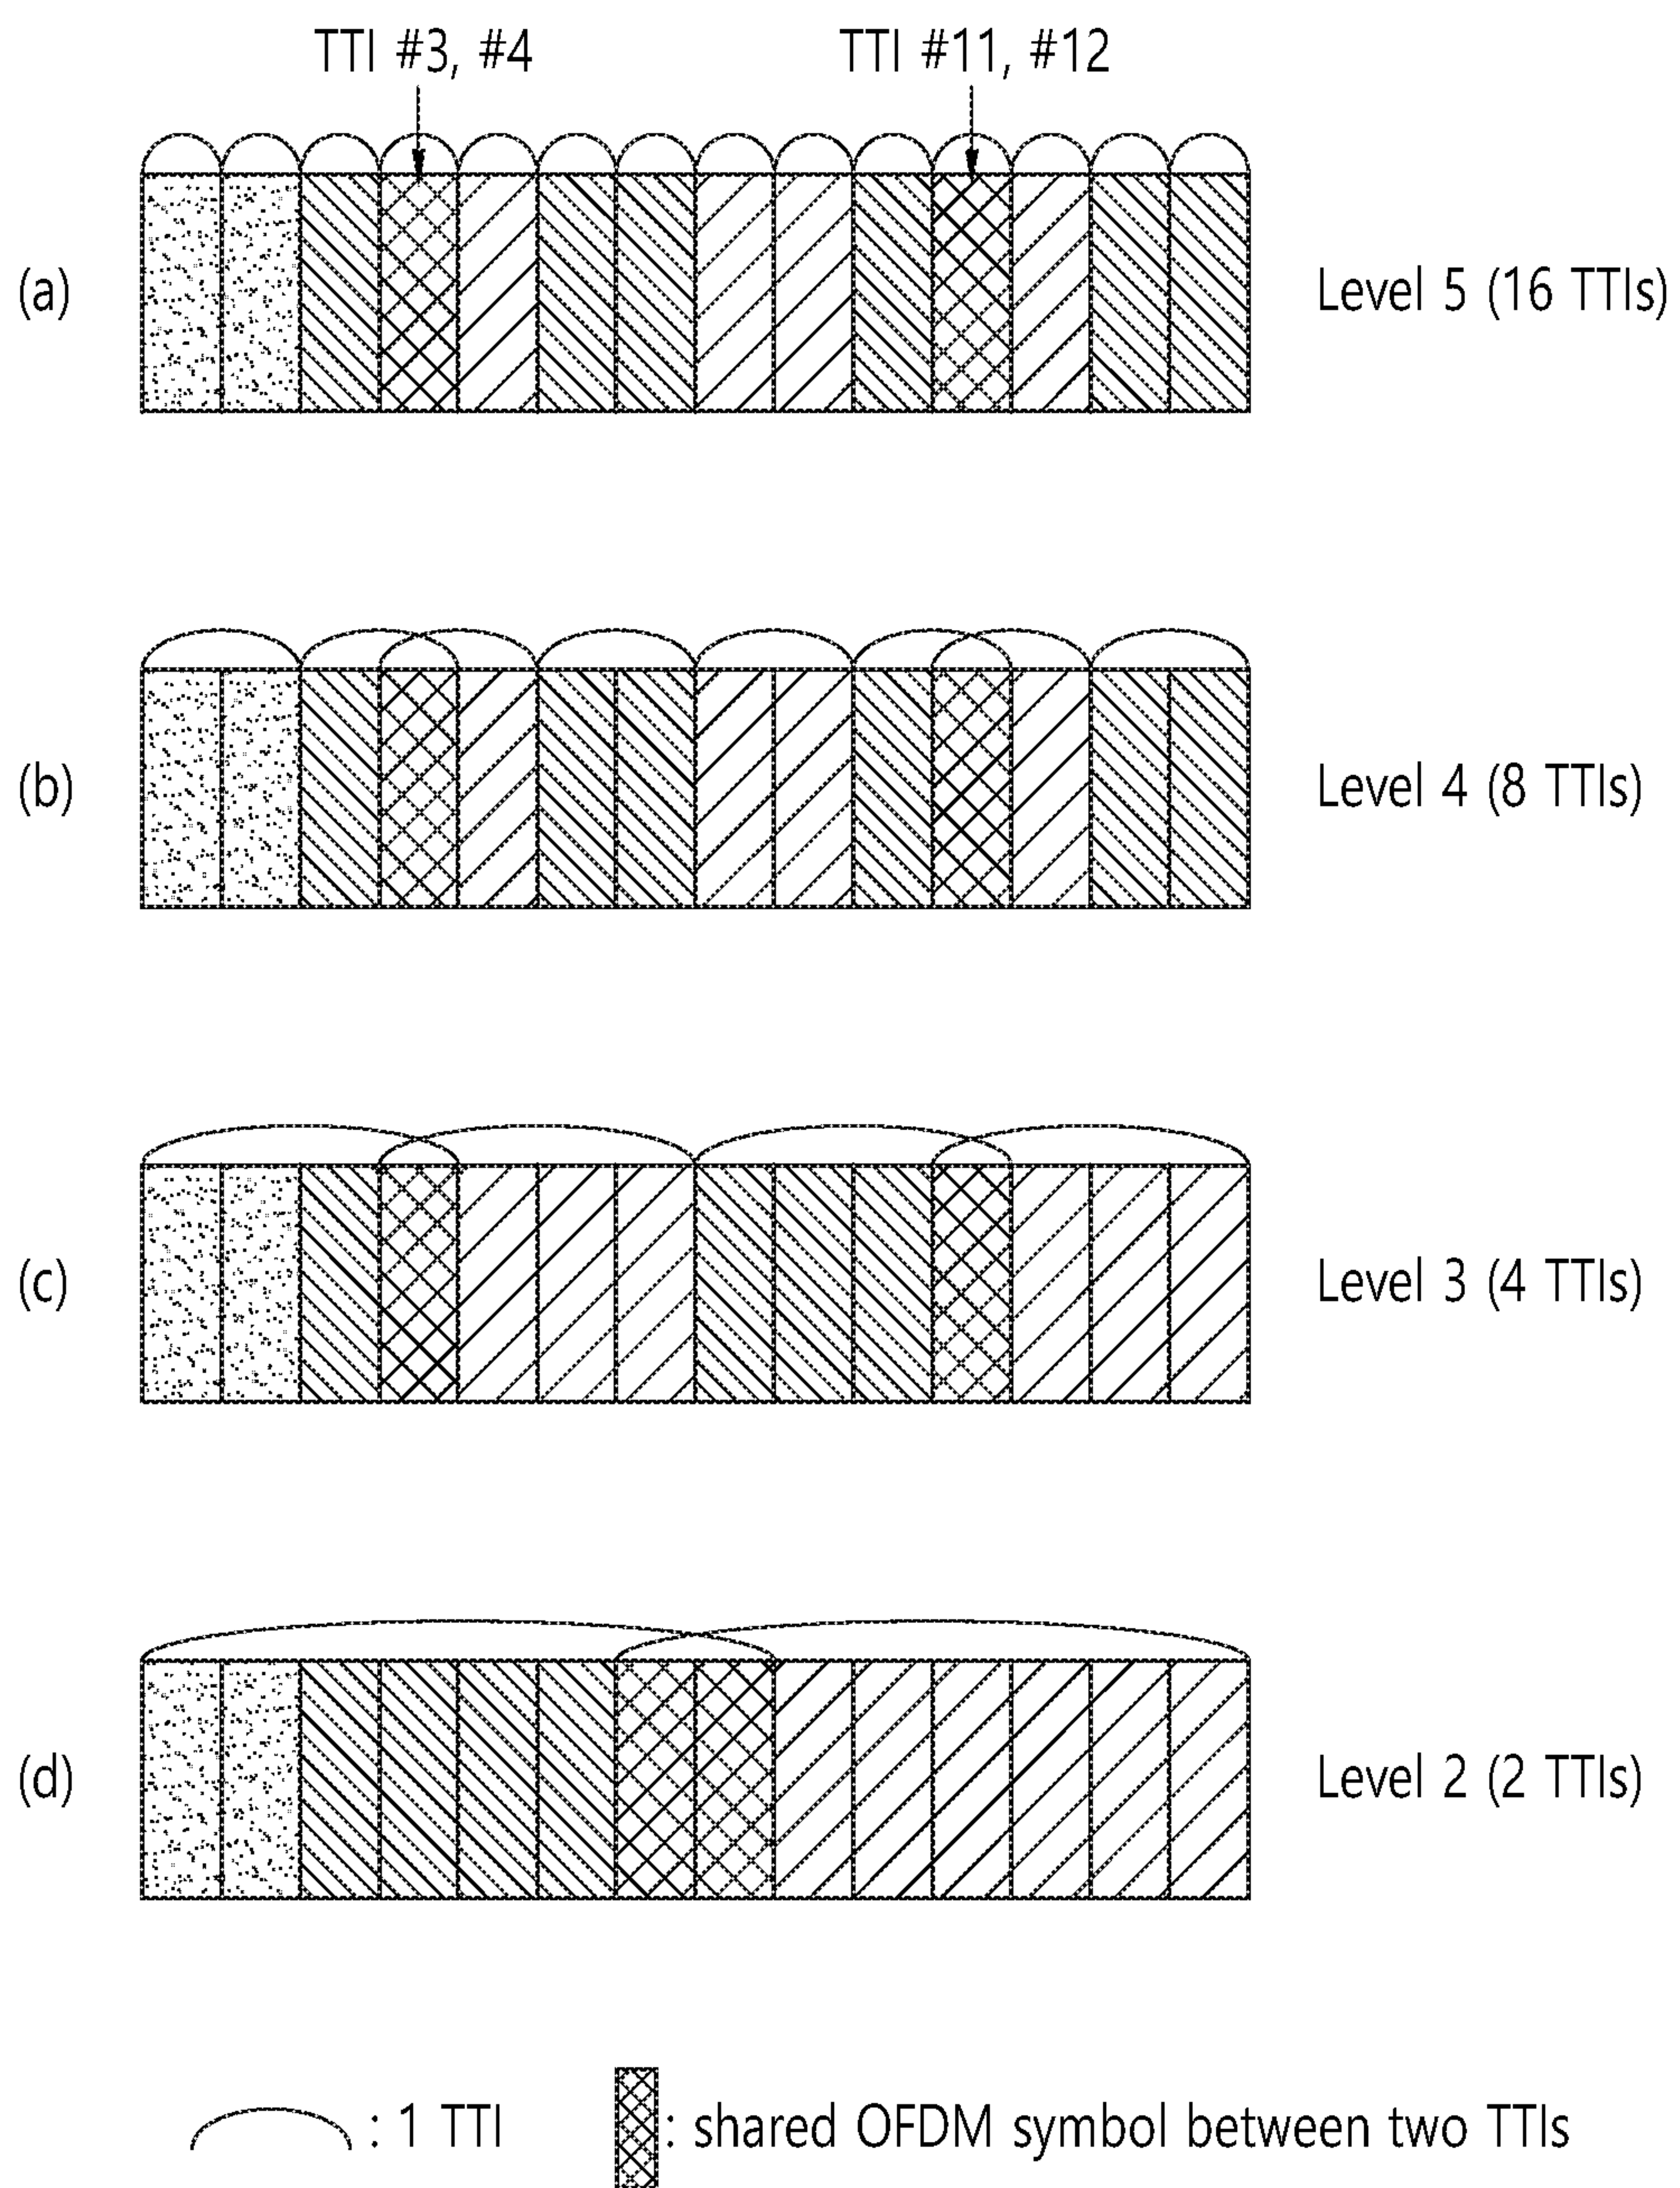 TTI #3, #4 TTI #11, #12
(a) Level 5 (16 TTIs)
(b) Level 4 (8 TTIs)
(c) Level 3 (4 TTIs)
(d) Level 2 (2 TTIs)
: 1 TTI : shared OFDM symbol between two TTIs